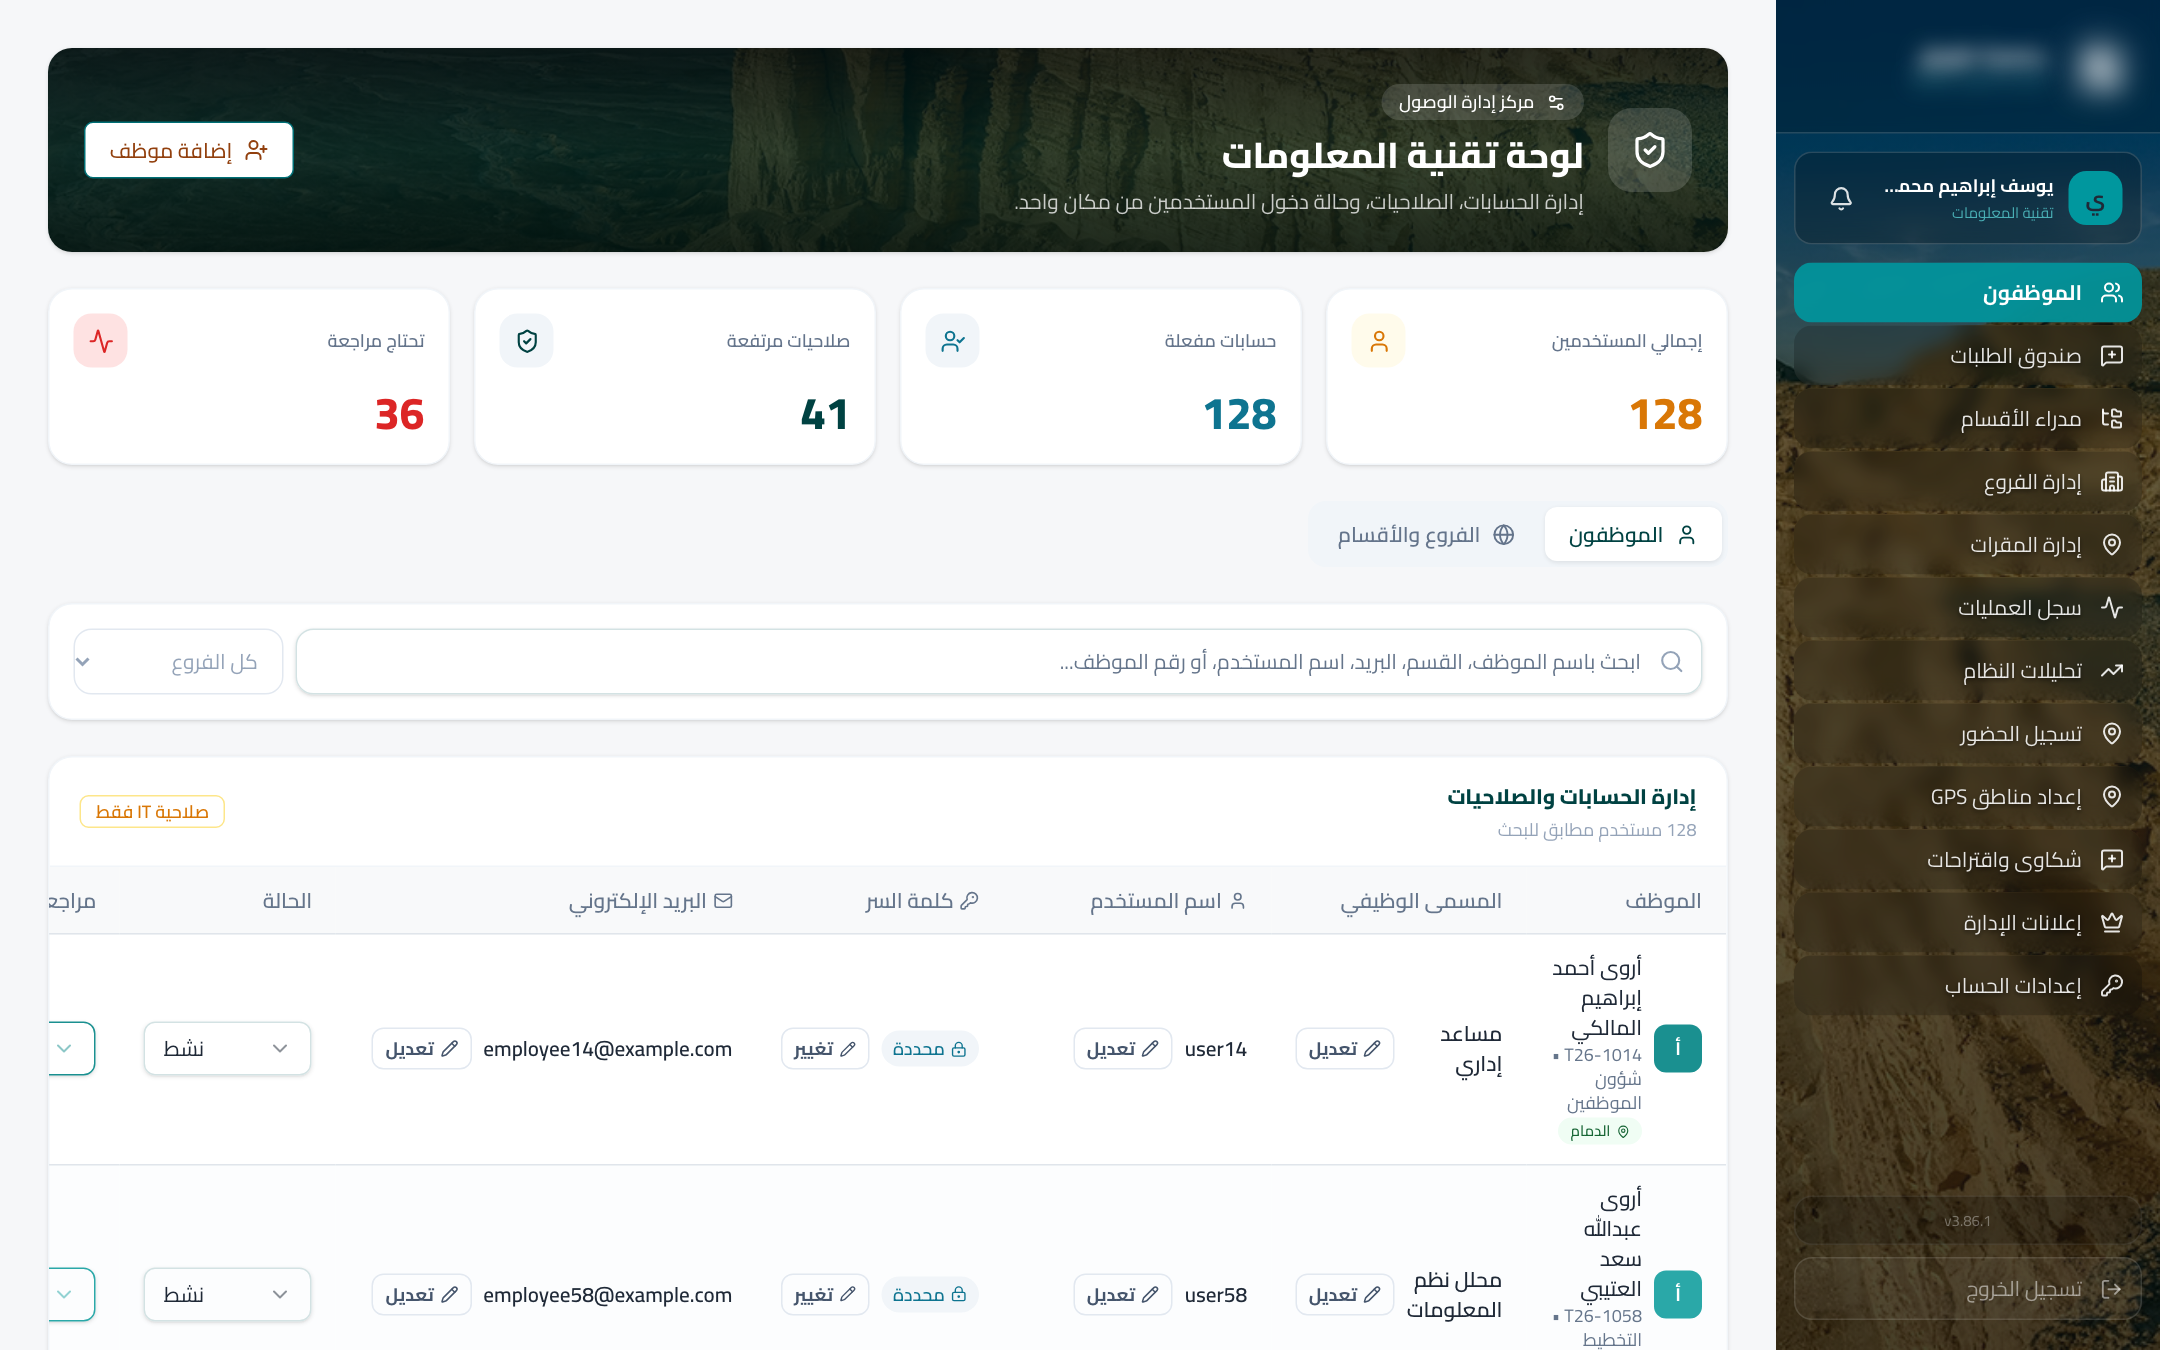 يوسف إبراهيم محمـ...
تقنية المعلومات
ي
الموظفون
صندوق الطلبات
مدراء الأقسام
إدارة الفروع
إدارة المقرات
سجل العمليات
تحليلات النظام
تسجيل الحضور
إعداد مناطق GPS
شكاوى واقتراحات
إعلانات الإدارة
إعدادات الحساب
v3.86.1
تسجيل الخروج
مركز إدارة الوصول
لوحة تقنية المعلومات
إدارة الحسابات، الصلاحيات، وحالة دخول المستخدمين من مكان واحد.
إضافة موظف
إجمالي المستخدمين
128
حسابات مفعلة
128
صلاحيات مرتفعة
41
تحتاج مراجعة
36
الموظفون
الفروع والأقسام
ابحث باسم الموظف، القسم، البريد، اسم المستخدم، أو رقم الموظف...
كل الفروع
إدارة الحسابات والصلاحيات
128 مستخدم مطابق للبحث
صلاحية IT فقط
الموظف المسمى الوظيفي اسم المستخدم كلمة السر البريد الإلكتروني الحالة
أ
أروى أحمد
إبراهيم
المالكي
T26-1014 •
شؤون
الموظفين
الدمام
مساعد
إداري
تعديل
user14
تعديل
محددة
تغيير
employee14@example.com
تعديل
نشط
أ
أروى
عبدالله
سعد
العتيبي
T26-1058 •
التخطيط
محلل نظم
المعلومات
تعديل
user58
تعديل
محددة
تغيير
employee58@example.com
تعديل
نشط